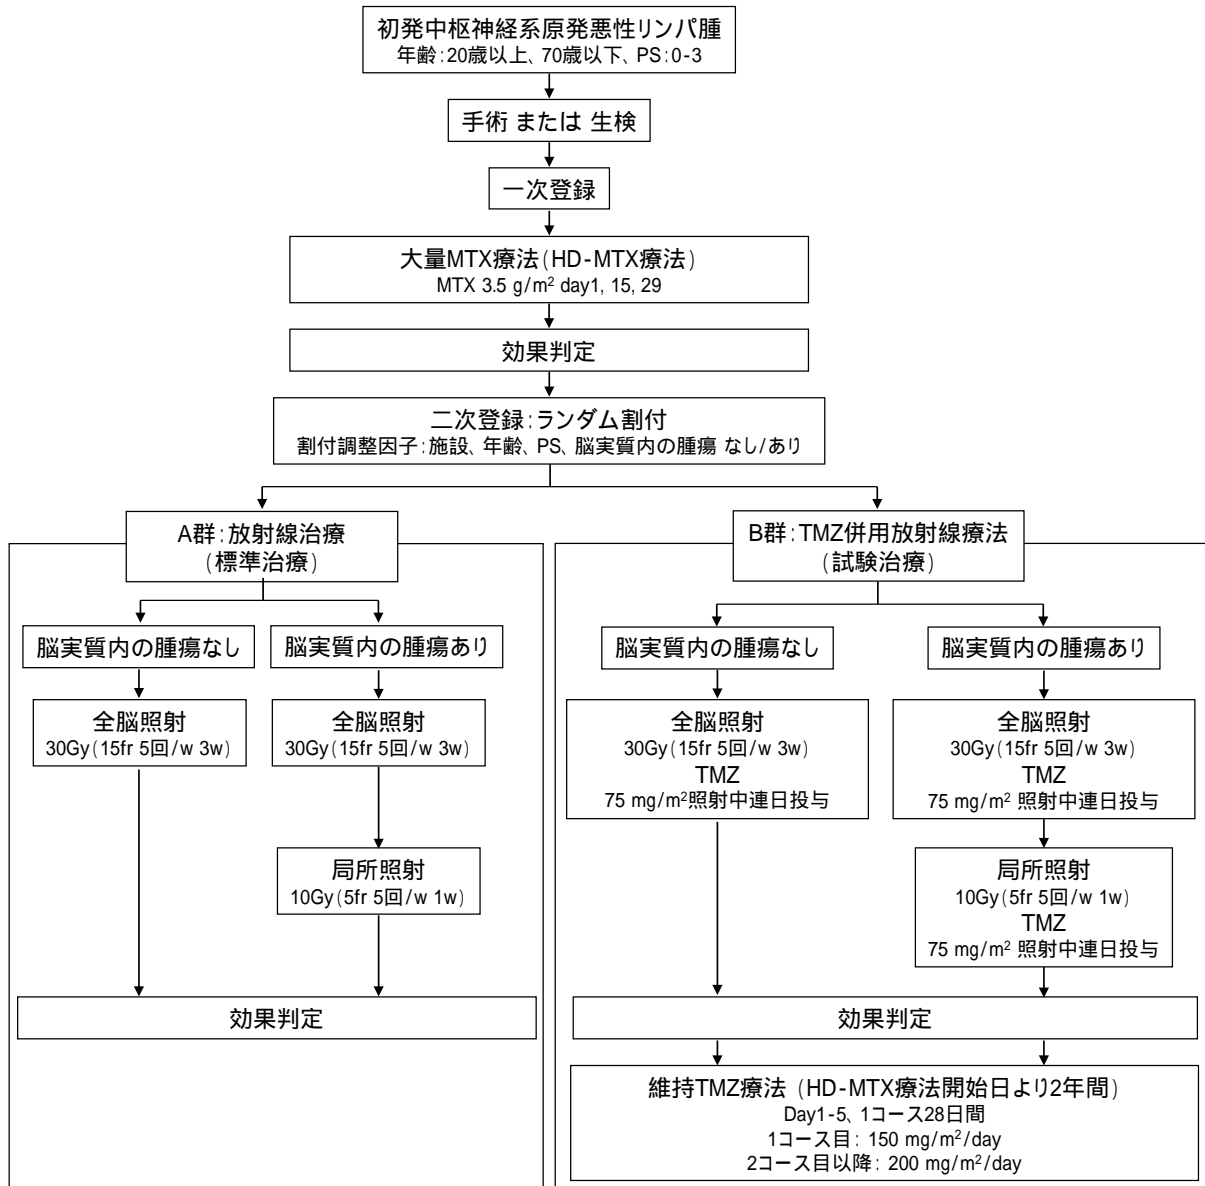 初発中枢神経系原発悪性リンパ腫
年齢:20歳以上、70歳以下、PS:0-3
手術 または 生検
一次登録
大量MTX療法(HD-MTX療法)
MTX 3.5 g/m² day1, 15, 29
効果判定
二次登録:ランダム割付
割付調整因子:施設、年齢、PS、脳実質内の腫瘍 なし/あり
A群:放射線治療
(標準治療)
脳実質内の腫瘍なし
脳実質内の腫瘍あり
全脳照射
30Gy(15fr 5回/w 3w)
全脳照射
30Gy(15fr 5回/w 3w)
局所照射
10Gy(5fr 5回/w 1w)
効果判定
B群:TMZ併用放射線療法
(試験治療)
脳実質内の腫瘍なし
脳実質内の腫瘍あり
全脳照射
30Gy(15fr 5回/w 3w)
TMZ
75 mg/m²照射中連日投与
全脳照射
30Gy(15fr 5回/w 3w)
TMZ
75 mg/m² 照射中連日投与
局所照射
10Gy(5fr 5回/w 1w)
TMZ
75 mg/m² 照射中連日投与
効果判定
維持TMZ療法 (HD-MTX療法開始日より2年間)
Day1-5、1コース28日間
1コース目: 150 mg/m²/day
2コース目以降: 200 mg/m²/day